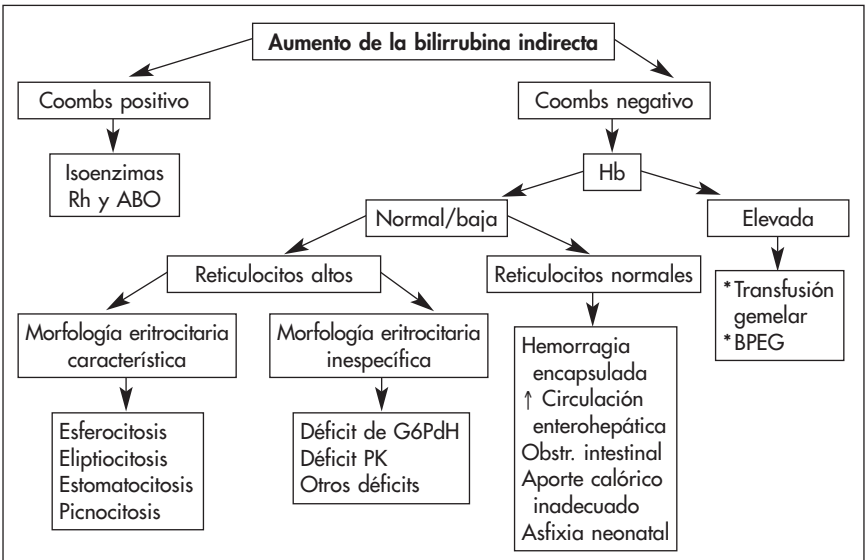 Aumento de la bilirrubina indirecta
Coombs positivo
Coombs negativo
Isoenzimas
Rh y ABO
Hb
Normal/baja
Elevada
Reticulocitos altos
Reticulocitos normales
*Transfusión
gemelar
*BPEG
Morfología eritrocitaria
característica
Morfología eritrocitaria
inespecífica
Hemorragia
encapsulada
↑ Circulación
enterohepática
Obstr. intestinal
Aporte calórico
inadecuado
Asfixia neonatal
Esferocitosis
Eliptiocitosis
Estomatocitosis
Picnocitosis
Déficit de G6PdH
Déficit PK
Otros déficits